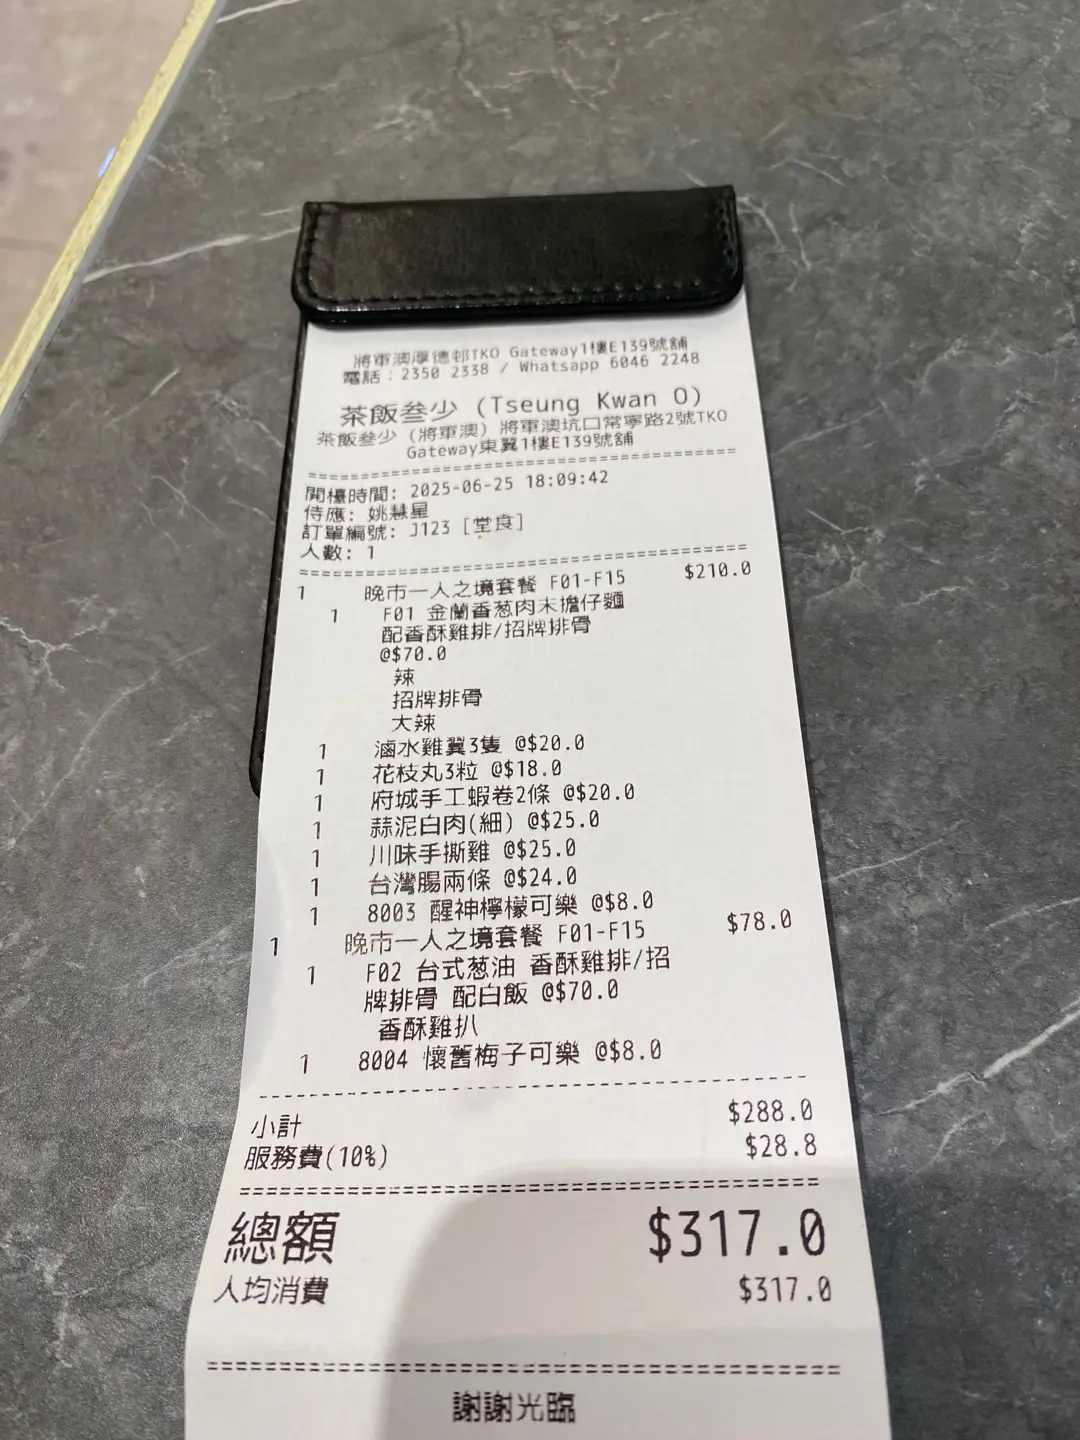 將軍澳厚德邨TKO Gateway1樓E139號舖
電話：2350 2338 / Whatsapp 6046 2248
茶飯叁少 (Tseung Kwan O)
茶飯叁少 (將軍澳) 將軍澳坑口常寧路2號TKO
Gateway東翼1樓E139號舖
開檯時間: 2025-06-25 18:09:42
侍應: 姚慧星
訂單編號: J123 [堂食]
人數: 1
1 晚市一人之境套餐 F01-F15 $210.0
1 F01 金蘭香葱肉末擔仔麵
配香酥雞排/招牌排骨
@$70.0
辣
招牌排骨
大辣
1 滷水雞翼3隻 @$20.0
1 花枝丸3粒 @$18.0
1 府城手工蝦卷2條 @$20.0
1 蒜泥白肉(細) @$25.0
1 川味手撕雞 @$25.0
1 台灣腸兩條 @$24.0
1 8003 醒神檸檬可樂 @$8.0
1 晚市一人之境套餐 F01-F15 $78.0
1 F02 台式葱油 香酥雞排/招
牌排骨 配白飯 @$70.0
香酥雞扒
1 8004 懷舊梅子可樂 @$8.0
小計 $288.0
服務費(10%) $28.8
總額 $317.0
人均消費 $317.0
謝謝光臨